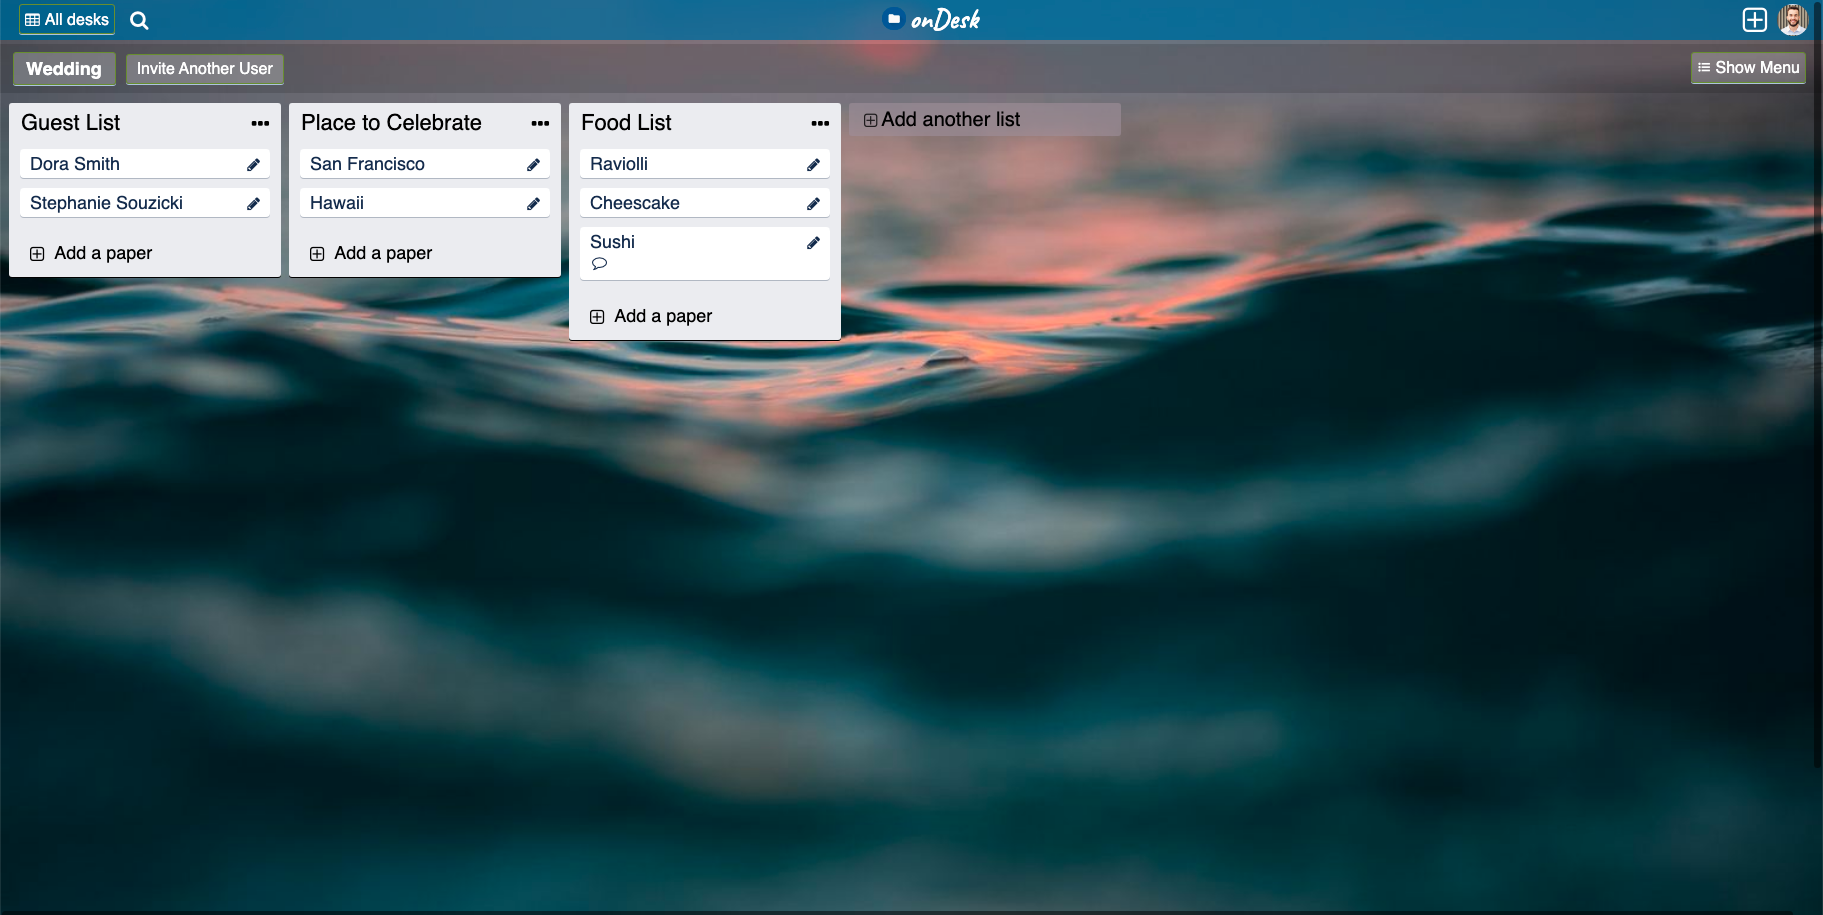 All desks
onDesk
Wedding
Invite Another User
Show Menu
Guest List
Dora Smith
Stephanie Souzicki
Add a paper
Place to Celebrate
San Francisco
Hawaii
Add a paper
Food List
Raviolli
Cheescake
Sushi
Add a paper
Add another list